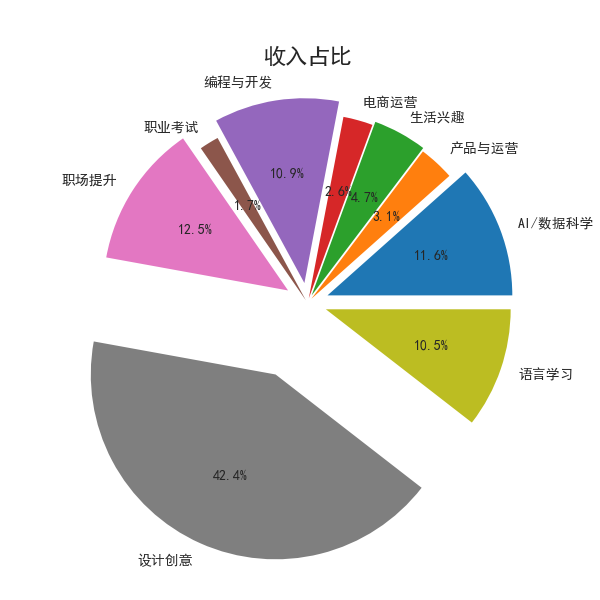 收入占比
编程与开发
电商运营
生活兴趣
职业考试
产品与运营
职场提升
AI/数据科学
10.9%
2.6%
4.7%
1.7%
3.1%
12.5%
11.6%
10.5%
语言学习
42.4%
设计创意